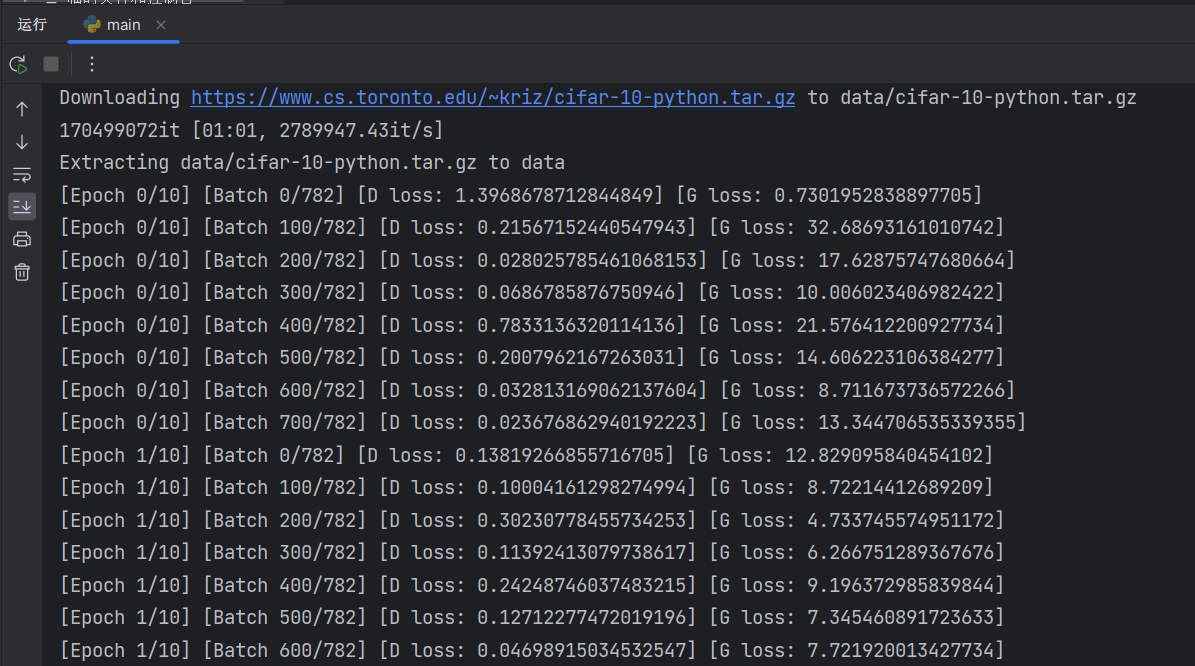 运行
main
Downloading https://www.cs.toronto.edu/~kriz/cifar-10-python.tar.gz to data/cifar-10-python.tar.gz
170499072it [01:01, 2789947.43it/s]
Extracting data/cifar-10-python.tar.gz to data
[Epoch 0/10] [Batch 0/782] [D loss: 1.3968678712844849] [G loss: 0.7301952838897705]
[Epoch 0/10] [Batch 100/782] [D loss: 0.21567152440547943] [G loss: 32.68693161010742]
[Epoch 0/10] [Batch 200/782] [D loss: 0.028025785461068153] [G loss: 17.62875747680664]
[Epoch 0/10] [Batch 300/782] [D loss: 0.0686785876750946] [G loss: 10.006023406982422]
[Epoch 0/10] [Batch 400/782] [D loss: 0.7833136320114136] [G loss: 21.576412200927734]
[Epoch 0/10] [Batch 500/782] [D loss: 0.2007962167263031] [G loss: 14.606223106384277]
[Epoch 0/10] [Batch 600/782] [D loss: 0.032813169062137604] [G loss: 8.711673736572266]
[Epoch 0/10] [Batch 700/782] [D loss: 0.023676862940192223] [G loss: 13.344706535339355]
[Epoch 1/10] [Batch 0/782] [D loss: 0.13819266855716705] [G loss: 12.829095840454102]
[Epoch 1/10] [Batch 100/782] [D loss: 0.10004161298274994] [G loss: 8.72214412689209]
[Epoch 1/10] [Batch 200/782] [D loss: 0.30230778455734253] [G loss: 4.733745574951172]
[Epoch 1/10] [Batch 300/782] [D loss: 0.11392413079738617] [G loss: 6.266751289367676]
[Epoch 1/10] [Batch 400/782] [D loss: 0.24248746037483215] [G loss: 9.196372985839844]
[Epoch 1/10] [Batch 500/782] [D loss: 0.12712277472019196] [G loss: 7.345460891723633]
[Epoch 1/10] [Batch 600/782] [D loss: 0.04698915034532547] [G loss: 7.721920013427734]